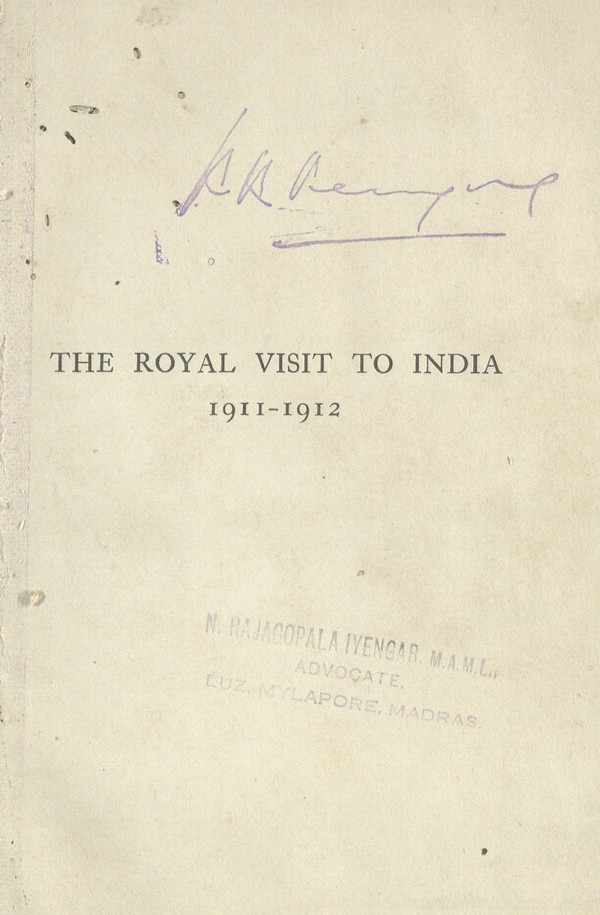 THE ROYAL VISIT TO INDIA
1911-1912
N. RAJAGOPALA IYENGAR, M.A.M.L.,
ADVOCATE,
LUZ, MYLAPORE, MADRAS.